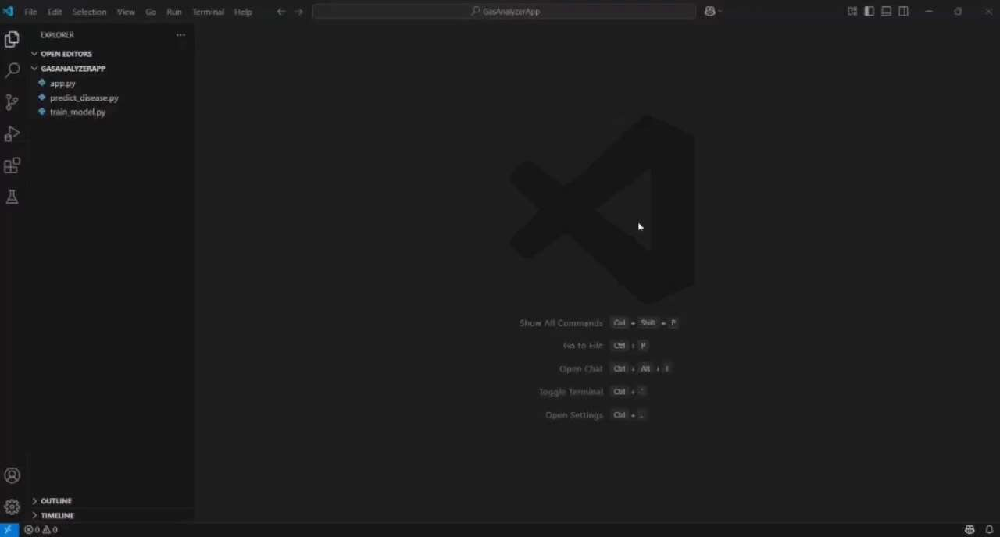 File Edit Selection View Go Run Terminal Help
GasAnalyzerApp
EXPLORER
OPEN EDITORS
GASANALYZERAPP
app.py
predict_disease.py
train_model.py
Show All Commands Ctrl + Shift + P
Go to File Ctrl + P
Open Chat Ctrl + Alt + I
Toggle Terminal Ctrl + `
Open Settings Ctrl + ,
OUTLINE
TIMELINE
0 0